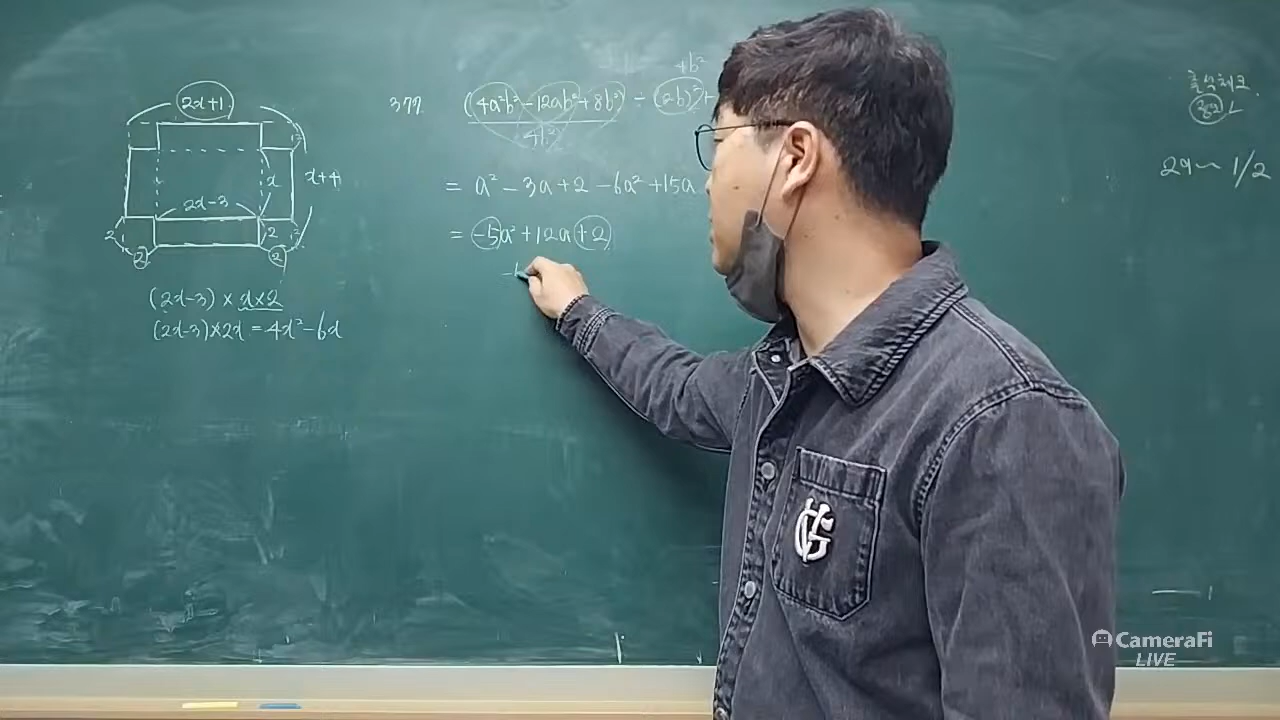 2x+1
x+4
x
2x-3
2
2
2
2
2
(2x-3) × x×2
(2x-3)×2x = 4x²-6x
377.
+4b²
(4a²b²-12ab²+8b²) ÷ (2b)² +
4b²
= a² - 3a + 2 - 6a² + 15a
= -5a² + 12a + 2
출석체크
29~ 1/2
CameraFi
LIVE